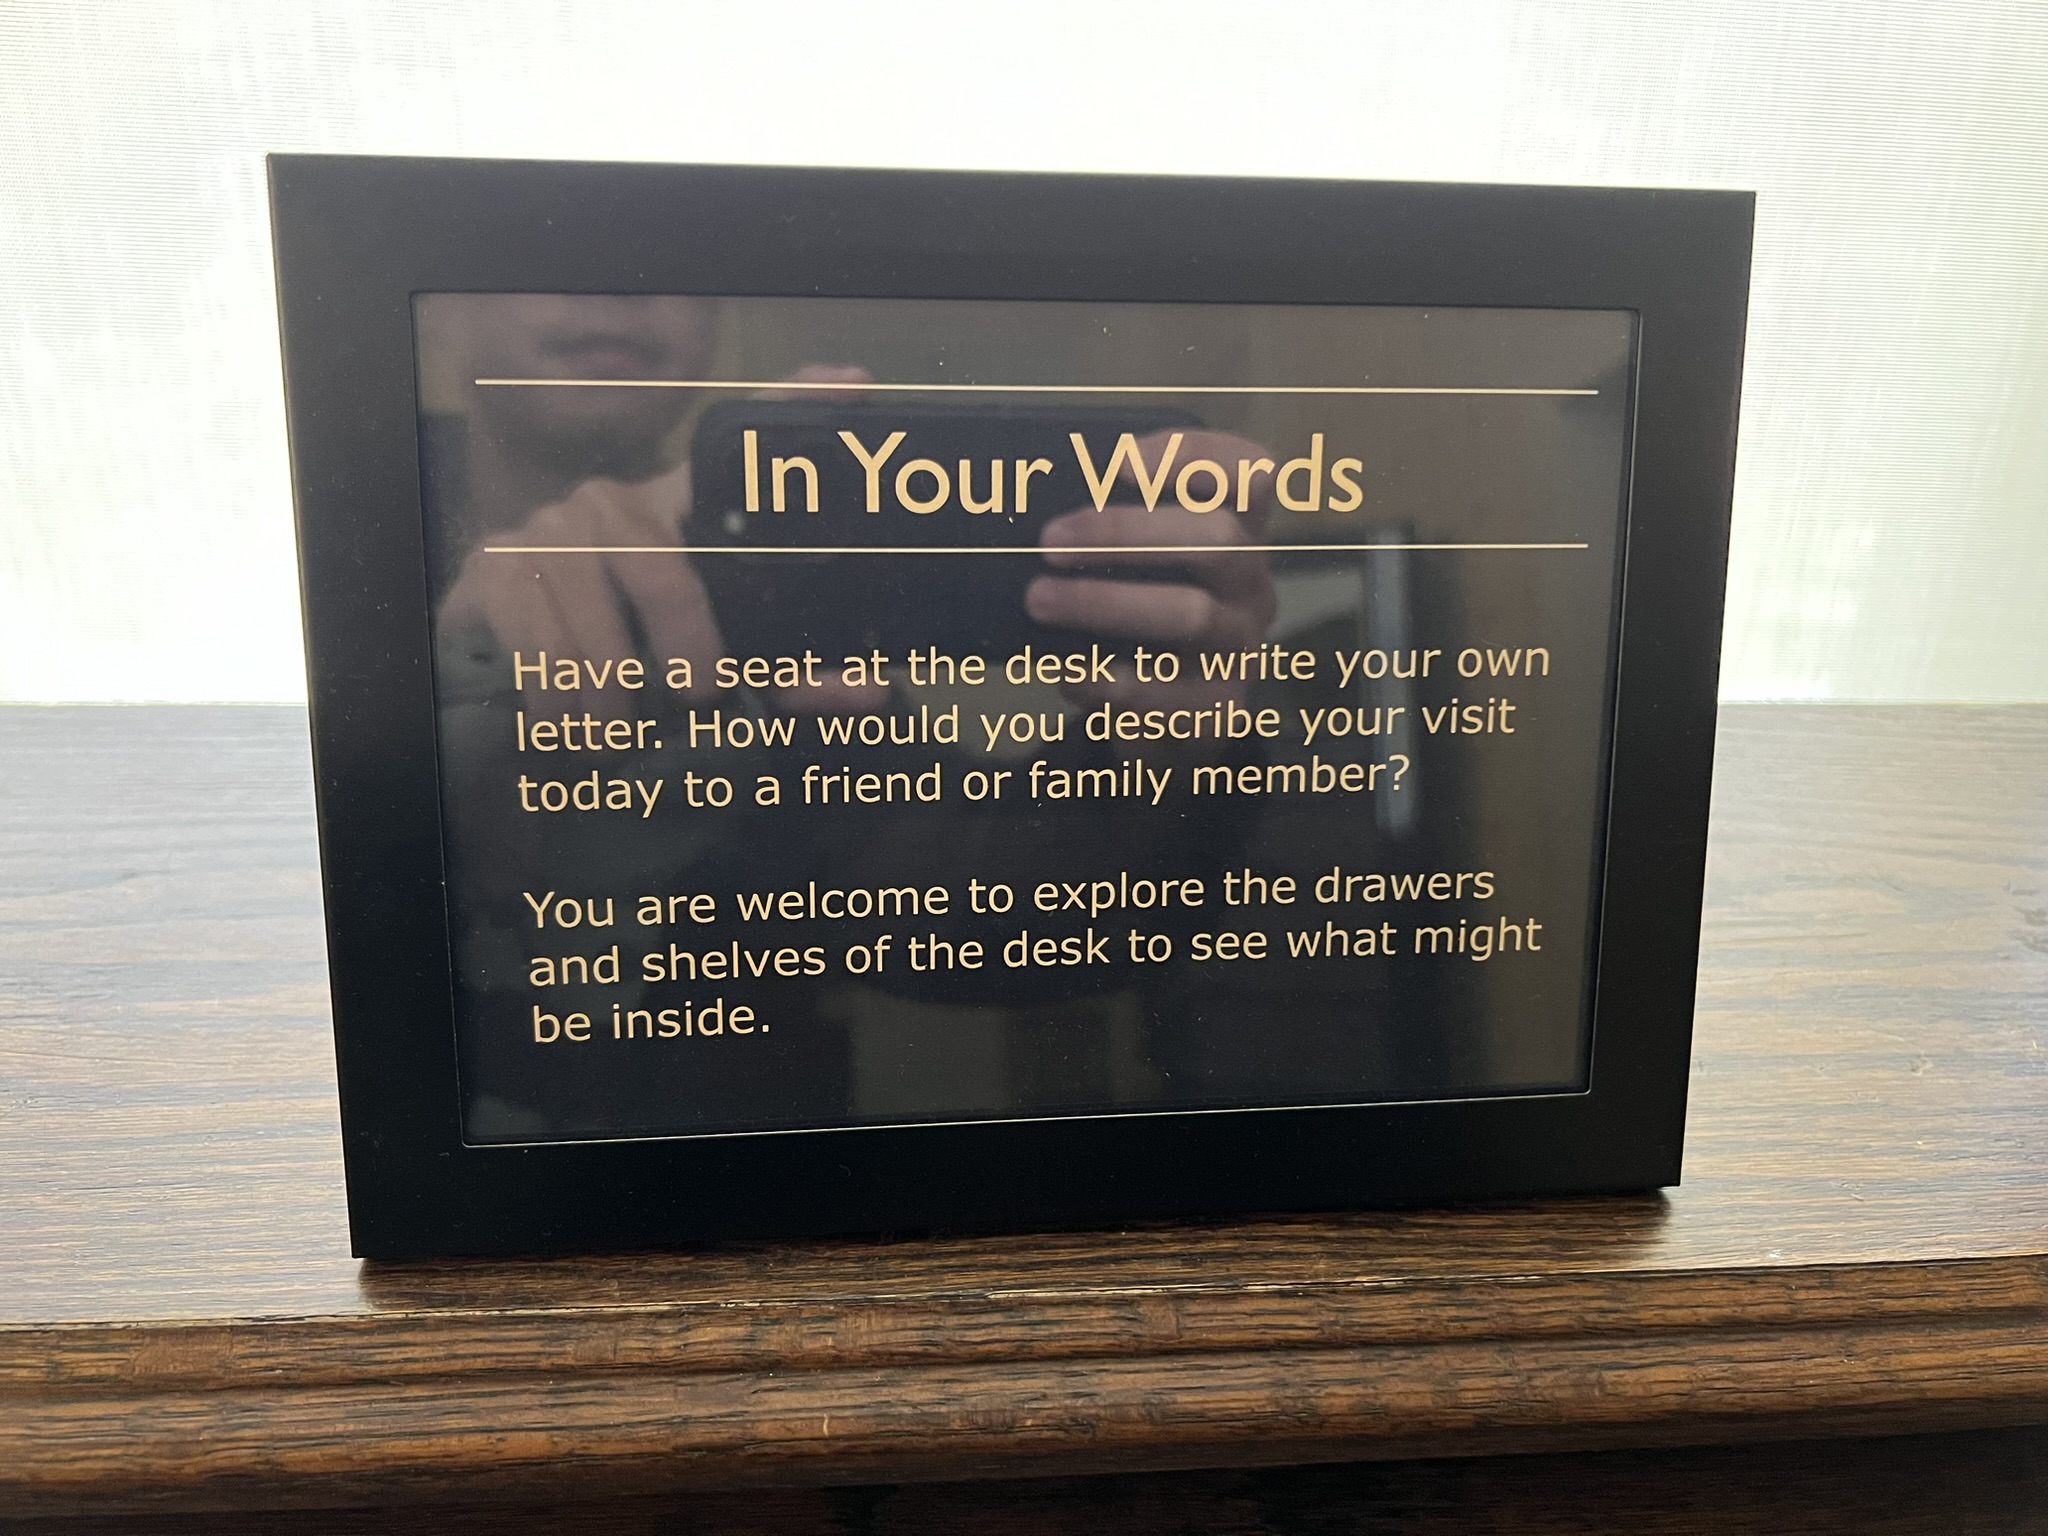 In Your Words
Have a seat at the desk to write your own
letter. How would you describe your visit
today to a friend or family member?
You are welcome to explore the drawers
and shelves of the desk to see what might
be inside.